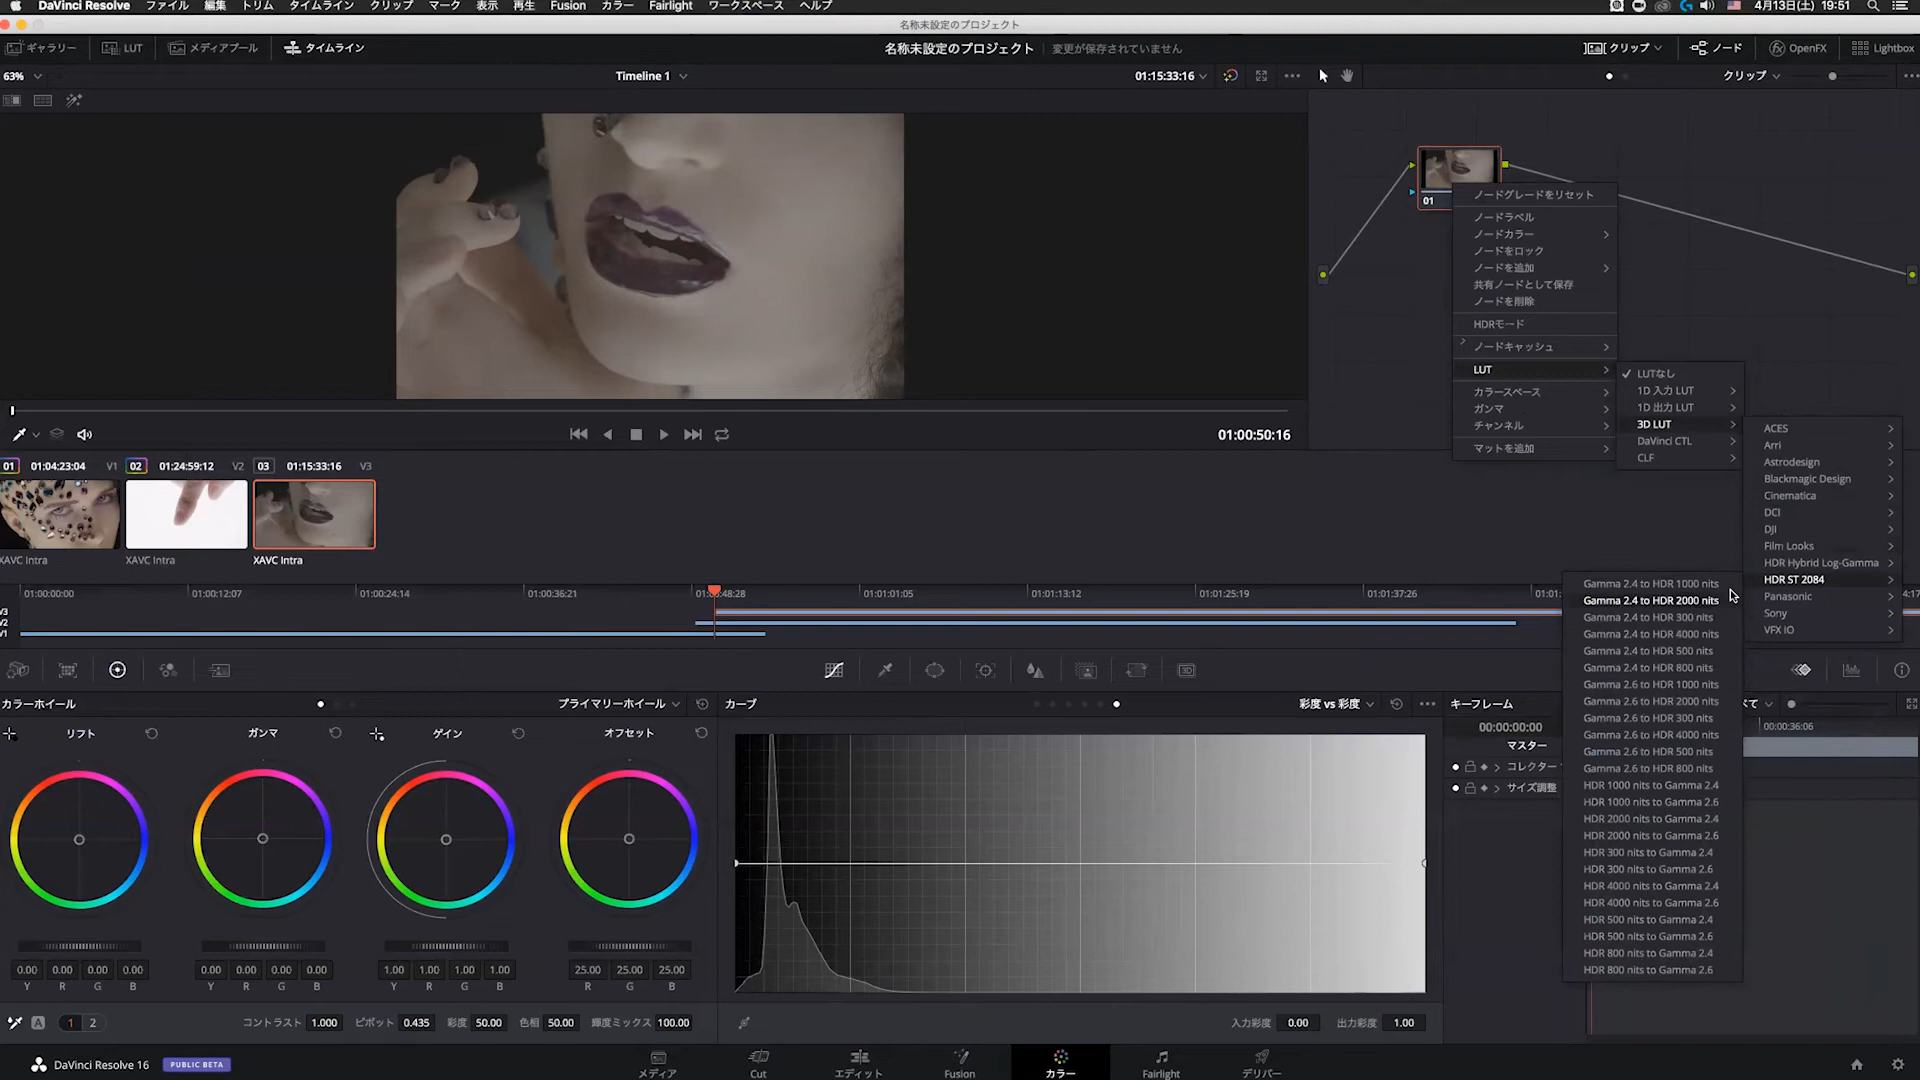 DaVinci Resolve ファイル 編集 トリム タイムライン クリップ マーク 表示 再生 Fusion カラー Fairlight ワークスペース ヘルプ 4月13日(土) 19:51
名称未設定のプロジェクト
ギャラリー LUT メディアプール タイムライン 名称未設定のプロジェクト 変更が保存されていません クリップ ノード OpenFX Lightbox
63% Timeline 1 01:15:33:16 クリップ
01
ノードグレードをリセット
ノードラベル
ノードカラー
ノードをロック
ノードを追加
共有ノードとして保存
ノードを削除
HDRモード
ノードキャッシュ
LUT
カラースペース
ガンマ
チャンネル
マットを追加
LUTなし
1D 入力 LUT
1D 出力 LUT
3D LUT
DaVinci CTL
CLF
ACES
Arri
Astrodesign
Blackmagic Design
Cinematica
DCI
DJI
Film Looks
HDR Hybrid Log-Gamma
HDR ST 2084
Panasonic
Sony
VFX IO
Gamma 2.4 to HDR 1000 nits
Gamma 2.4 to HDR 2000 nits
Gamma 2.4 to HDR 300 nits
Gamma 2.4 to HDR 4000 nits
Gamma 2.4 to HDR 500 nits
Gamma 2.4 to HDR 800 nits
Gamma 2.6 to HDR 1000 nits
Gamma 2.6 to HDR 2000 nits
Gamma 2.6 to HDR 300 nits
Gamma 2.6 to HDR 4000 nits
Gamma 2.6 to HDR 500 nits
Gamma 2.6 to HDR 800 nits
HDR 1000 nits to Gamma 2.4
HDR 1000 nits to Gamma 2.6
HDR 2000 nits to Gamma 2.4
HDR 2000 nits to Gamma 2.6
HDR 300 nits to Gamma 2.4
HDR 300 nits to Gamma 2.6
HDR 4000 nits to Gamma 2.4
HDR 4000 nits to Gamma 2.6
HDR 500 nits to Gamma 2.4
HDR 500 nits to Gamma 2.6
HDR 800 nits to Gamma 2.4
HDR 800 nits to Gamma 2.6
01:00:50:16
01 01:04:23:04 V1 02 01:24:59:12 V2 03 01:15:33:16 V3
XAVC Intra XAVC Intra XAVC Intra
01:00:00:00 00:00:12:07 00:00:24:14 00:00:36:21 01:01:01:05 01:01:13:12 01:01:25:19 01:01:37:26
V3
V2
V1
カラーホイール プライマリーホイール カーブ 彩度 vs 彩度 キーフレーム
リフト ガンマ ゲイン オフセット
00:00:00:00 00:00:36:06
マスター
コレクター
サイズ調整
0.00 0.00 0.00 0.00 0.00 0.00 0.00 0.00 1.00 1.00 1.00 1.00 25.00 25.00 25.00
Y R G B Y R G B Y R G B R G B
A 1 2 コントラスト 1.000 ピボット 0.435 彩度 50.00 色相 50.00 輝度ミックス 100.00 入力彩度 0.00 出力彩度 1.00
DaVinci Resolve 16 PUBLIC BETA メディア Cut エディット Fusion カラー Fairlight デリバー